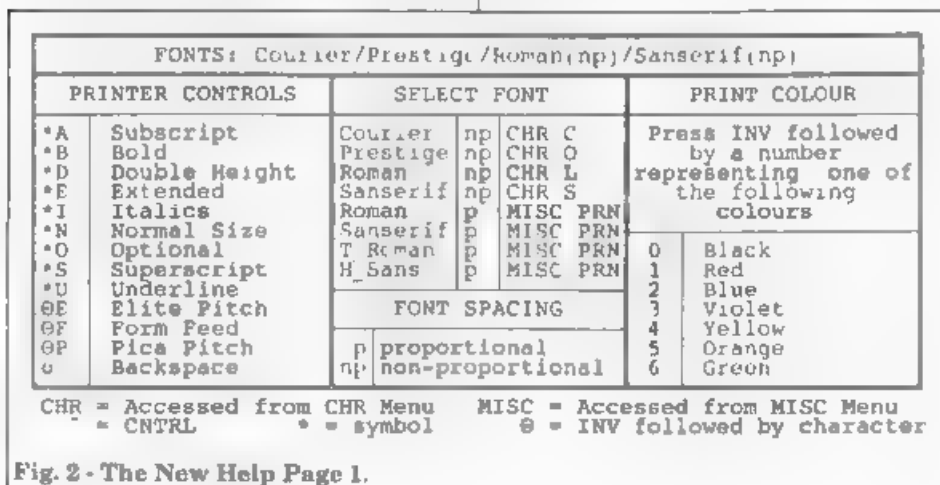 FONTS: Courier/Prestige/Roman(np)/Sanserif(np)
PRINTER CONTROLS
*A Subscript
*B Bold
*D Double Height
*E Extended
*I Italics
*N Normal Size
*O Optional
*S Superscript
*U Underline
ΘE Elite Pitch
ΘF Form Feed
ΘP Pica Pitch
Backspace
SELECT FONT
Courier np CHR C
Prestige np CHR O
Roman np CHR L
Sanserif np CHR S
Roman p MISC PRN
Sanserif p MISC PRN
T_Roman p MISC PRN
H_Sans p MISC PRN
FONT SPACING
p proportional
np non-proportional
PRINT COLOUR
Press INV followed
by a number
representing one of
the following
colours
0 Black
1 Red
2 Blue
3 Violet
4 Yellow
5 Orange
6 Green
CHR = Accessed from CHR Menu MISC = Accessed from MISC Menu
= CNTRL * = symbol Θ = INV followed by character
Fig. 2 - The New Help Page 1.